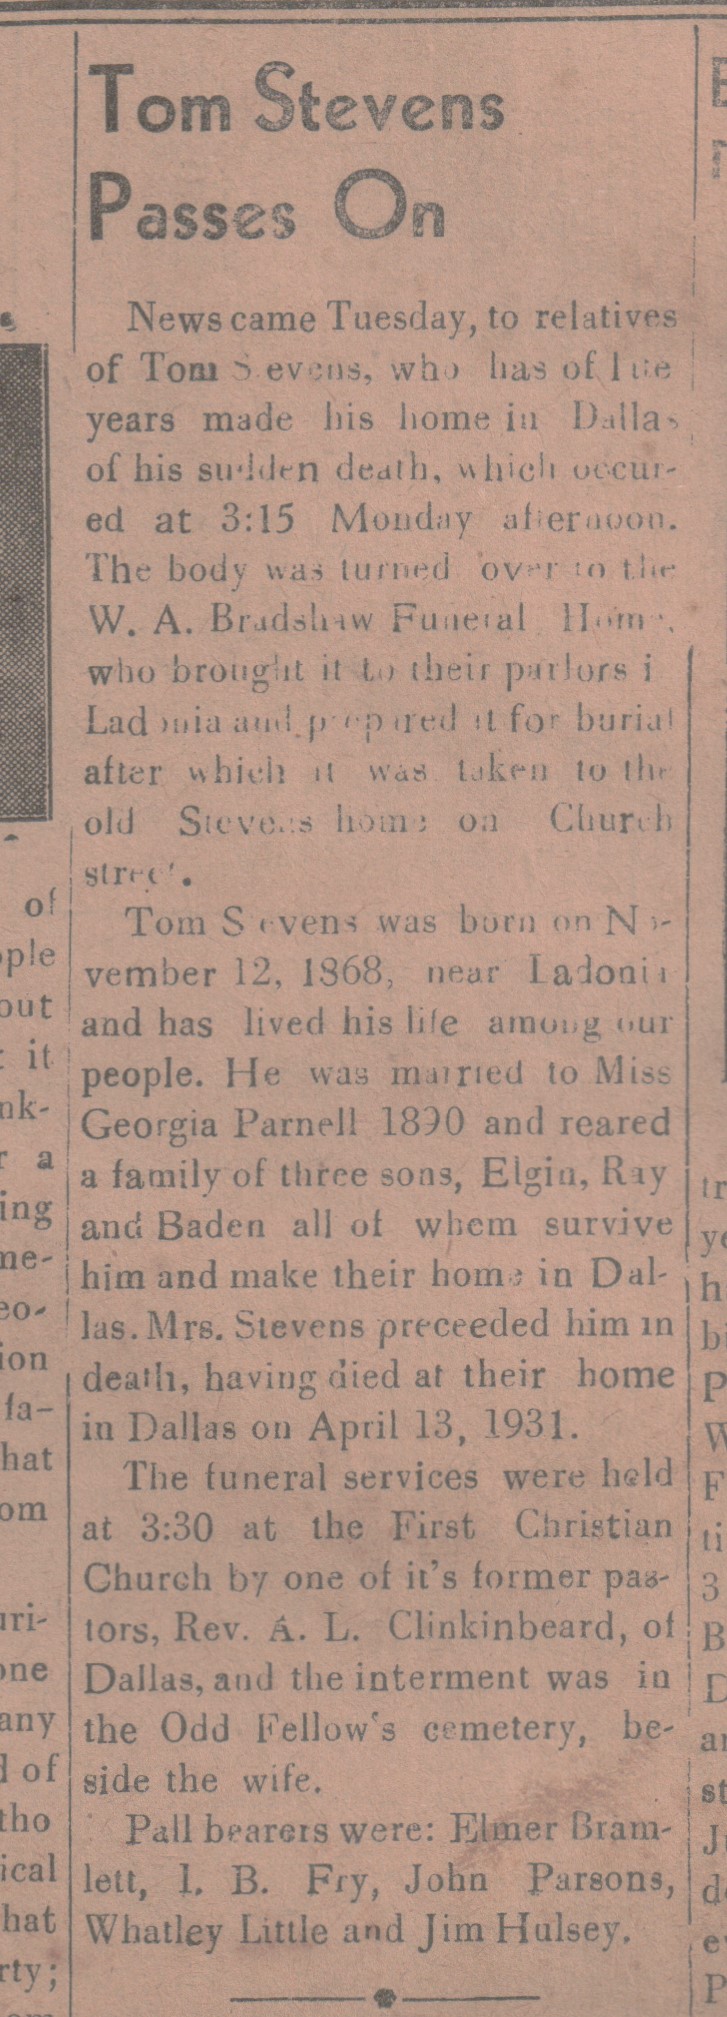 Tom Stevens
Passes On
News came Tuesday, to relatives
of Tom Stevens, who has of late
years made his home in Dallas
of his sudden death, which occur-
ed at 3:15 Monday afternoon.
The body was turned over to the
W. A. Bradshaw Funeral Home,
who brought it to their parlors i
Ladonia and prepared it for burial
after which it was taken to the
old Stevens home on Church
street.
Tom Stevens was born on No-
vember 12, 1868, near Ladonia
and has lived his life among our
people. He was married to Miss
Georgia Parnell 1890 and reared
a family of three sons, Elgin, Ray
and Baden all of whem survive
him and make their home in Dal-
las. Mrs. Stevens preceeded him in
death, having died at their home
in Dallas on April 13, 1931.
The funeral services were held
at 3:30 at the First Christian
Church by one of it's former pas-
tors, Rev. A. L. Clinkinbeard, of
Dallas, and the interment was in
the Odd Fellow's cemetery, be-
side the wife.
Pall bearers were: Elmer Bram-
lett, I. B. Fry, John Parsons,
Whatley Little and Jim Hulsey.